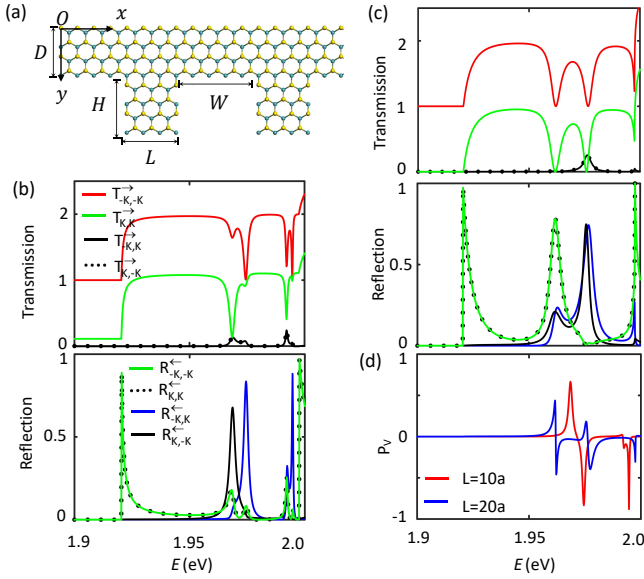 (a)
O
x
D
y
H
W
L
(b)
Transmission
2
1
0
T→-K,-K
T→K,K
T→-K,K
T→K,-K
Reflection
1
0.5
0
R←-K,-K
R←K,K
R←-K,K
R←K,-K
1.9
1.95
2.0
E (eV)
(c)
Transmission
2
1
0
Reflection
1
0.5
0
(d)
PV
1
0
-1
L=10a
L=20a
1.9
1.95
2.0
E (eV)